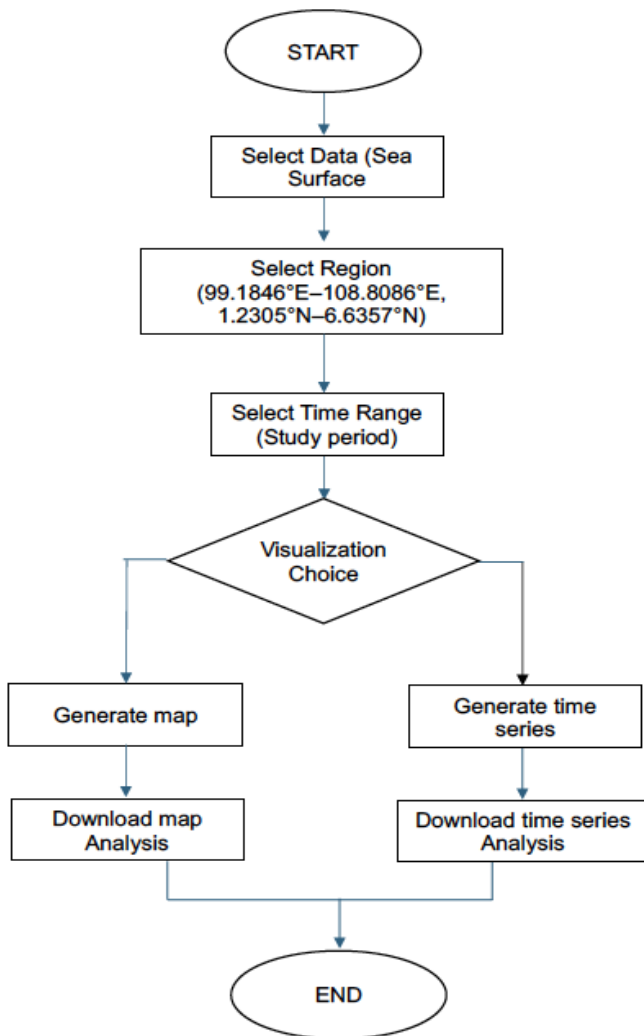 START
Select Data (Sea
Surface
Select Region
(99.1846°E–108.8086°E,
1.2305°N–6.6357°N)
Select Time Range
(Study period)
Visualization
Choice
Generate map
Generate time
series
Download map
Analysis
Download time series
Analysis
END